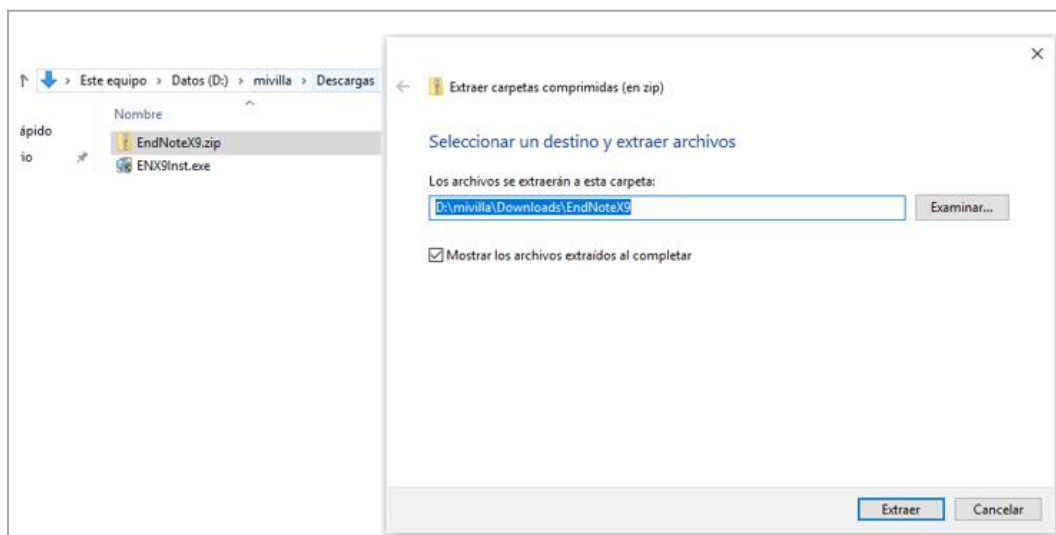 Este equipo > Datos (D:) > mivilla > Descargas
Nombre
ápido
EndNoteX9.zip
io
ENX9Inst.exe
Extraer carpetas comprimidas (en zip)
Seleccionar un destino y extraer archivos
Los archivos se extraerán a esta carpeta:
D:\mivilla\Downloads\EndNoteX9
Examinar...
Mostrar los archivos extraídos al completar
Extraer
Cancelar